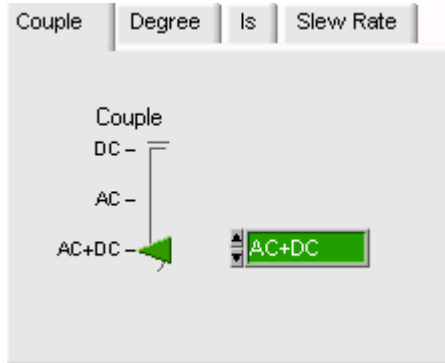 Couple Degree Is Slew Rate
Couple
DC
AC
AC+DC AC+DC